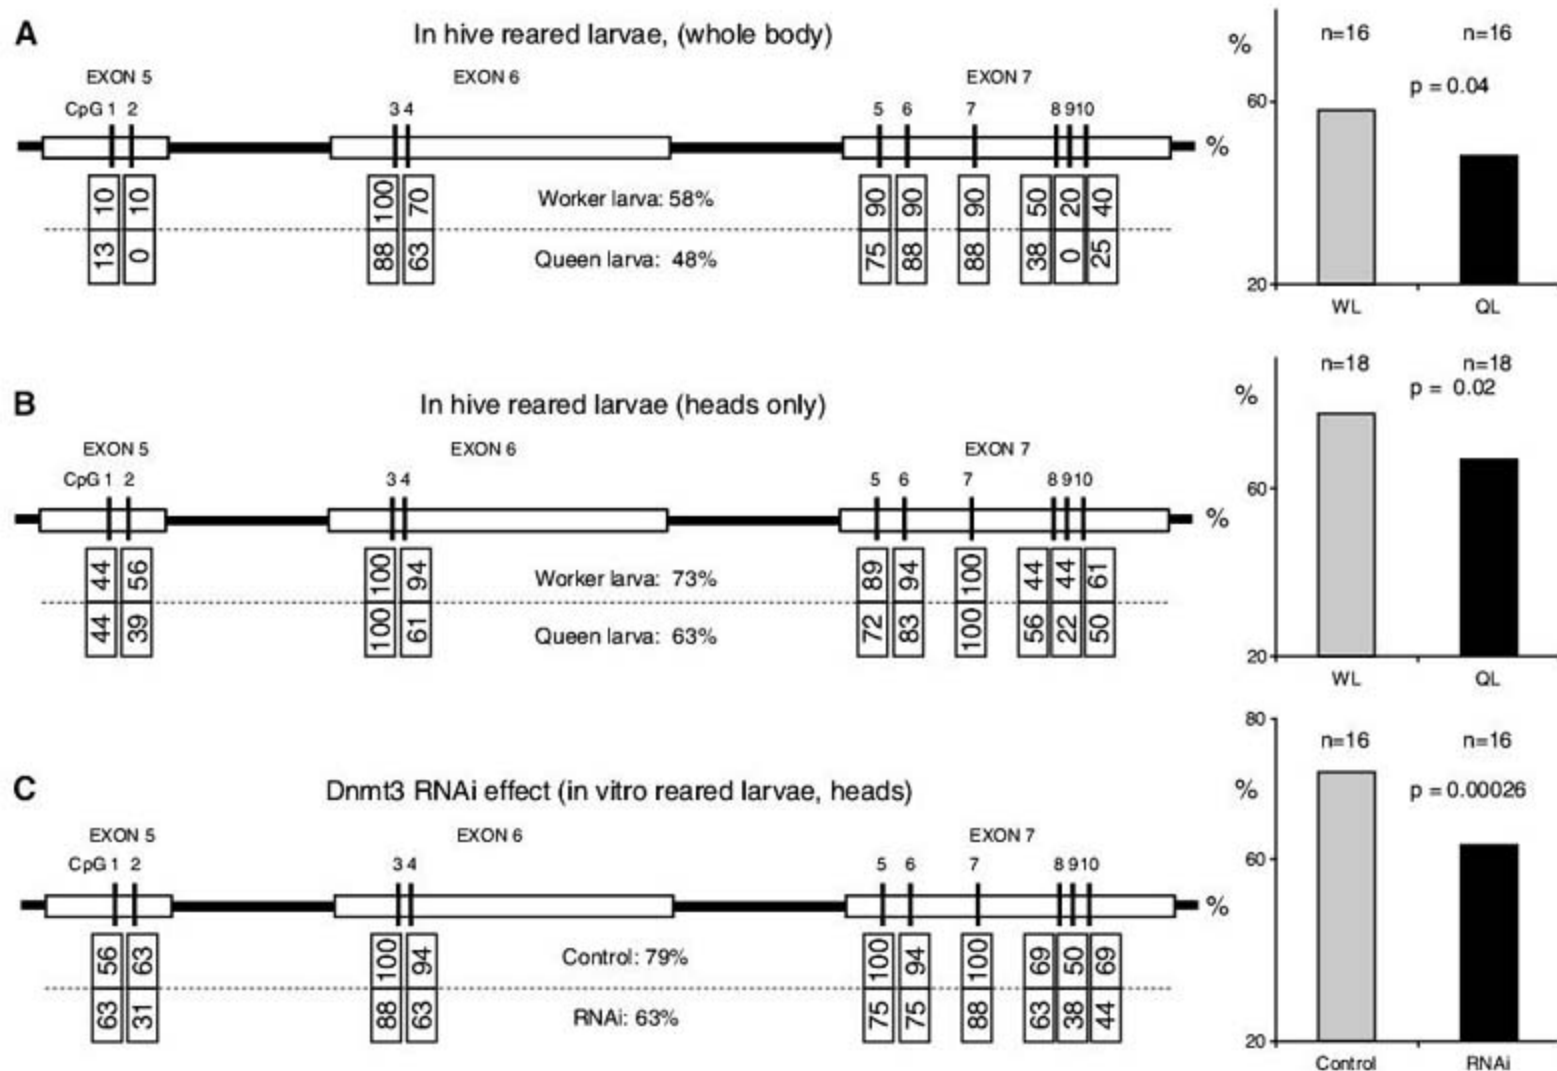 A
In hive reared larvae, (whole body)
EXON 5 EXON 6 EXON 7
CpG 1 2 3 4 5 6 7 8 9 10
%
10 10 100 70 90 90 90 50 20 40
Worker larva: 58%
13 0 88 63 75 88 88 38 0 25
Queen larva: 48%
%
n=16 n=16
p = 0.04
60
20
WL QL
B
In hive reared larvae (heads only)
EXON 5 EXON 6 EXON 7
CpG 1 2 3 4 5 6 7 8 9 10
%
44 56 100 94 89 94 100 44 44 61
Worker larva: 73%
44 39 100 61 72 83 100 56 22 50
Queen larva: 63%
%
n=18 n=18
p = 0.02
60
20
WL QL
C
Dnmt3 RNAi effect (in vitro reared larvae, heads)
EXON 5 EXON 6 EXON 7
CpG 1 2 3 4 5 6 7 8 9 10
%
56 63 100 94 100 94 100 69 50 69
Control: 79%
63 31 88 63 75 75 88 63 38 44
RNAi: 63%
80
n=16 n=16
%
p = 0.00026
60
20
Control RNAi